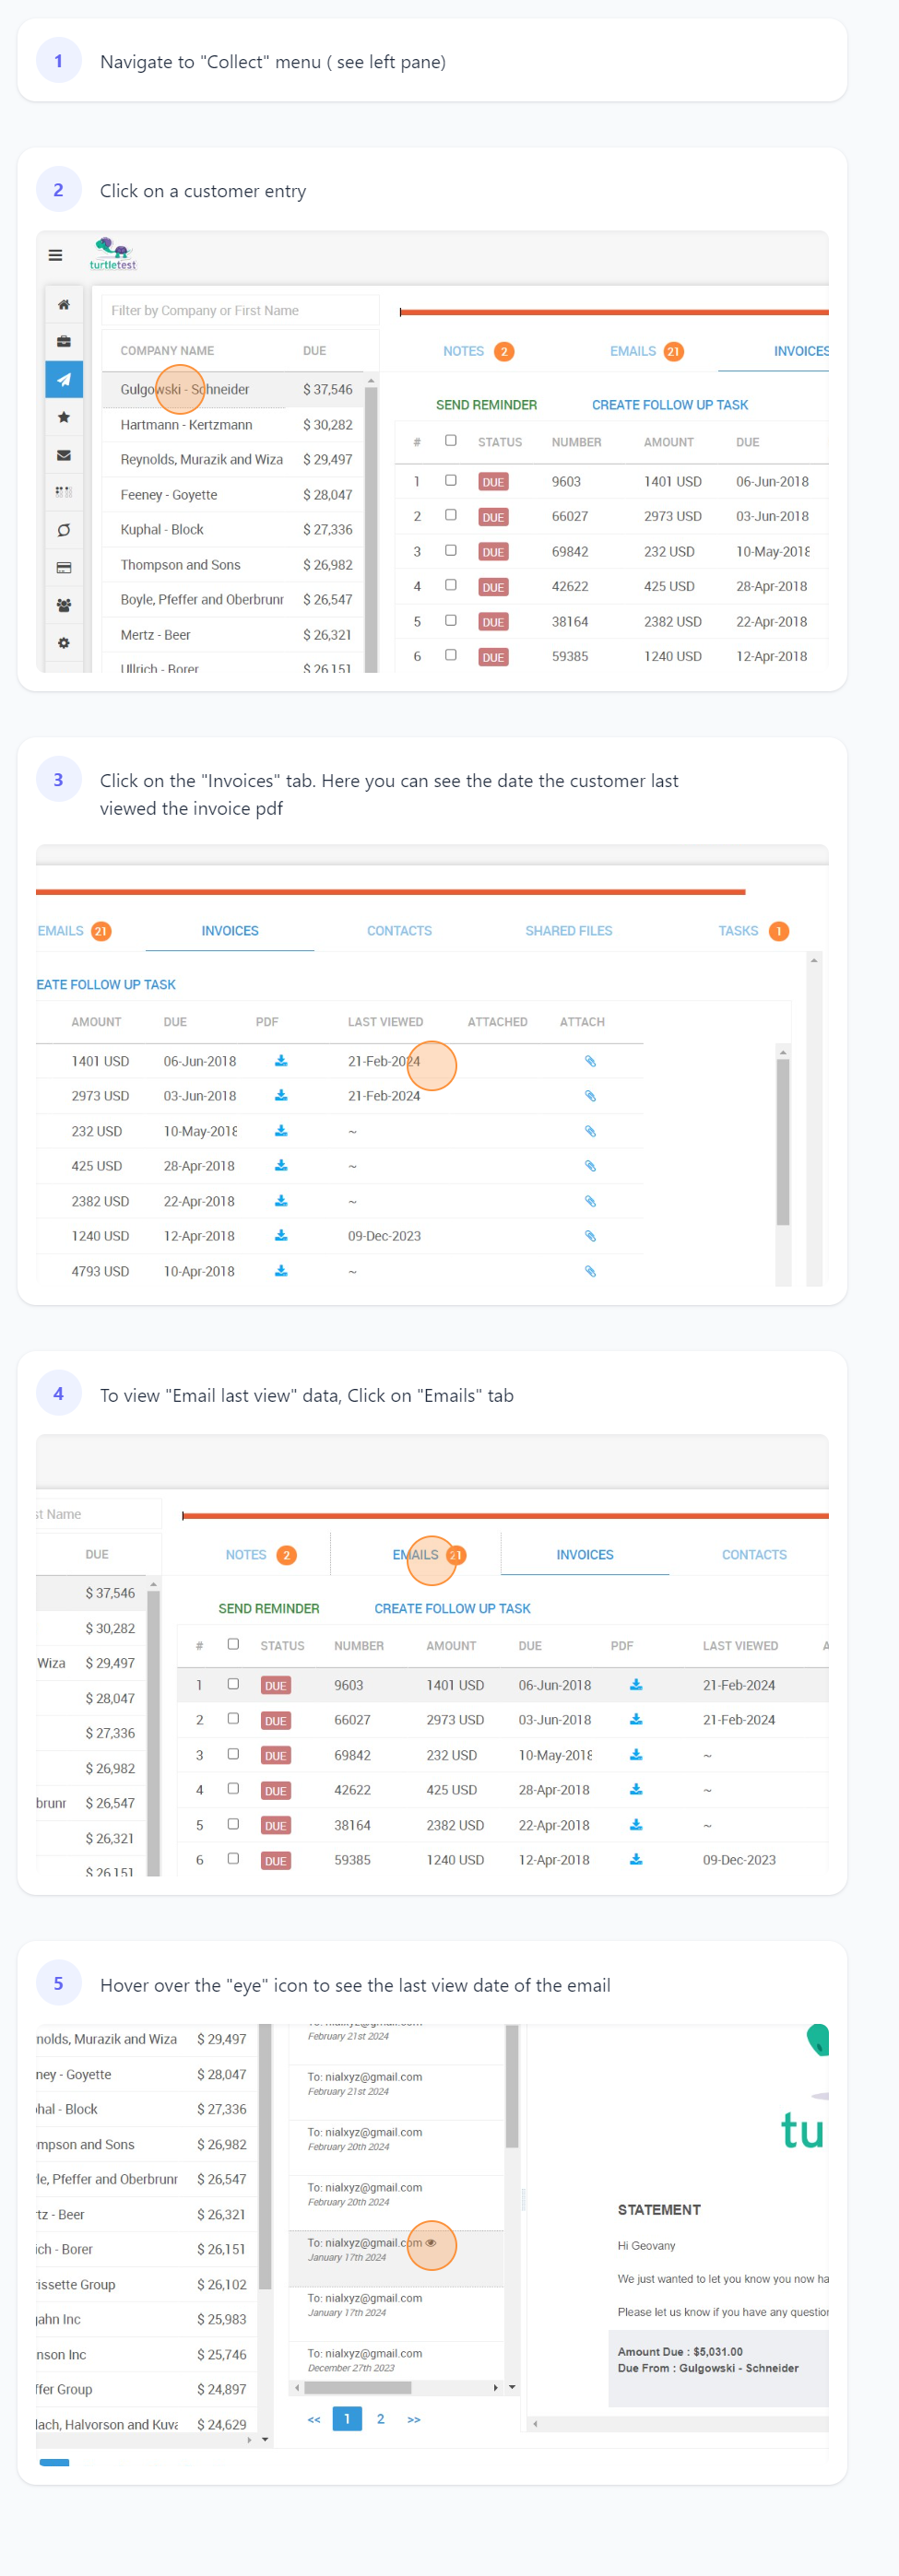 1
Navigate to "Collect" menu ( see left pane)
2
Click on a customer entry
turtletest
Filter by Company or First Name
COMPANY NAME DUE
NOTES 2 EMAILS 21 INVOICES
Gulgowski - Schneider $ 37,546
SEND REMINDER CREATE FOLLOW UP TASK
Hartmann - Kertzmann $ 30,282
# STATUS NUMBER AMOUNT DUE
Reynolds, Murazik and Wiza $ 29,497
1 DUE 9603 1401 USD 06-Jun-2018
Feeney - Goyette $ 28,047
2 DUE 66027 2973 USD 03-Jun-2018
Kuphal - Block $ 27,336
3 DUE 69842 232 USD 10-May-2018
Thompson and Sons $ 26,982
4 DUE 42622 425 USD 28-Apr-2018
Boyle, Pfeffer and Oberbrunr $ 26,547
5 DUE 38164 2382 USD 22-Apr-2018
Mertz - Beer $ 26,321
6 DUE 59385 1240 USD 12-Apr-2018
Ullrich - Borer $ 26,151
3
Click on the "Invoices" tab. Here you can see the date the customer last
viewed the invoice pdf
EMAILS 21 INVOICES CONTACTS SHARED FILES TASKS 1
EATE FOLLOW UP TASK
AMOUNT DUE PDF LAST VIEWED ATTACHED ATTACH
1401 USD 06-Jun-2018 21-Feb-2024
2973 USD 03-Jun-2018 21-Feb-2024
232 USD 10-May-2018 ~
425 USD 28-Apr-2018 ~
2382 USD 22-Apr-2018 ~
1240 USD 12-Apr-2018 09-Dec-2023
4793 USD 10-Apr-2018 ~
4
To view "Email last view" data, Click on "Emails" tab
st Name
DUE
NOTES 2 EMAILS 21 INVOICES CONTACTS
$ 37,546
SEND REMINDER CREATE FOLLOW UP TASK
$ 30,282
# STATUS NUMBER AMOUNT DUE PDF LAST VIEWED A
Wiza $ 29,497
1 DUE 9603 1401 USD 06-Jun-2018 21-Feb-2024
$ 28,047
2 DUE 66027 2973 USD 03-Jun-2018 21-Feb-2024
$ 27,336
3 DUE 69842 232 USD 10-May-2018 ~
$ 26,982
4 DUE 42622 425 USD 28-Apr-2018 ~
brunr $ 26,547
5 DUE 38164 2382 USD 22-Apr-2018 ~
$ 26,321
6 DUE 59385 1240 USD 12-Apr-2018 09-Dec-2023
$ 26,151
5
Hover over the "eye" icon to see the last view date of the email
nolds, Murazik and Wiza $ 29,497
ney - Goyette $ 28,047
hal - Block $ 27,336
mpson and Sons $ 26,982
le, Pfeffer and Oberbrunr $ 26,547
tz - Beer $ 26,321
ich - Borer $ 26,151
issette Group $ 26,102
jahn Inc $ 25,983
nson Inc $ 25,746
ffer Group $ 24,897
lach, Halvorson and Kuva $ 24,629
To: nialxyz@gmail.com
February 21st 2024
To: nialxyz@gmail.com
February 21st 2024
To: nialxyz@gmail.com
February 20th 2024
To: nialxyz@gmail.com
February 20th 2024
To: nialxyz@gmail.com
January 17th 2024
To: nialxyz@gmail.com
January 17th 2024
To: nialxyz@gmail.com
December 27th 2023
<< 1 2 >>
tu
STATEMENT
Hi Geovany
We just wanted to let you know you now ha
Please let us know if you have any question
Amount Due : $5,031.00
Due From : Gulgowski - Schneider